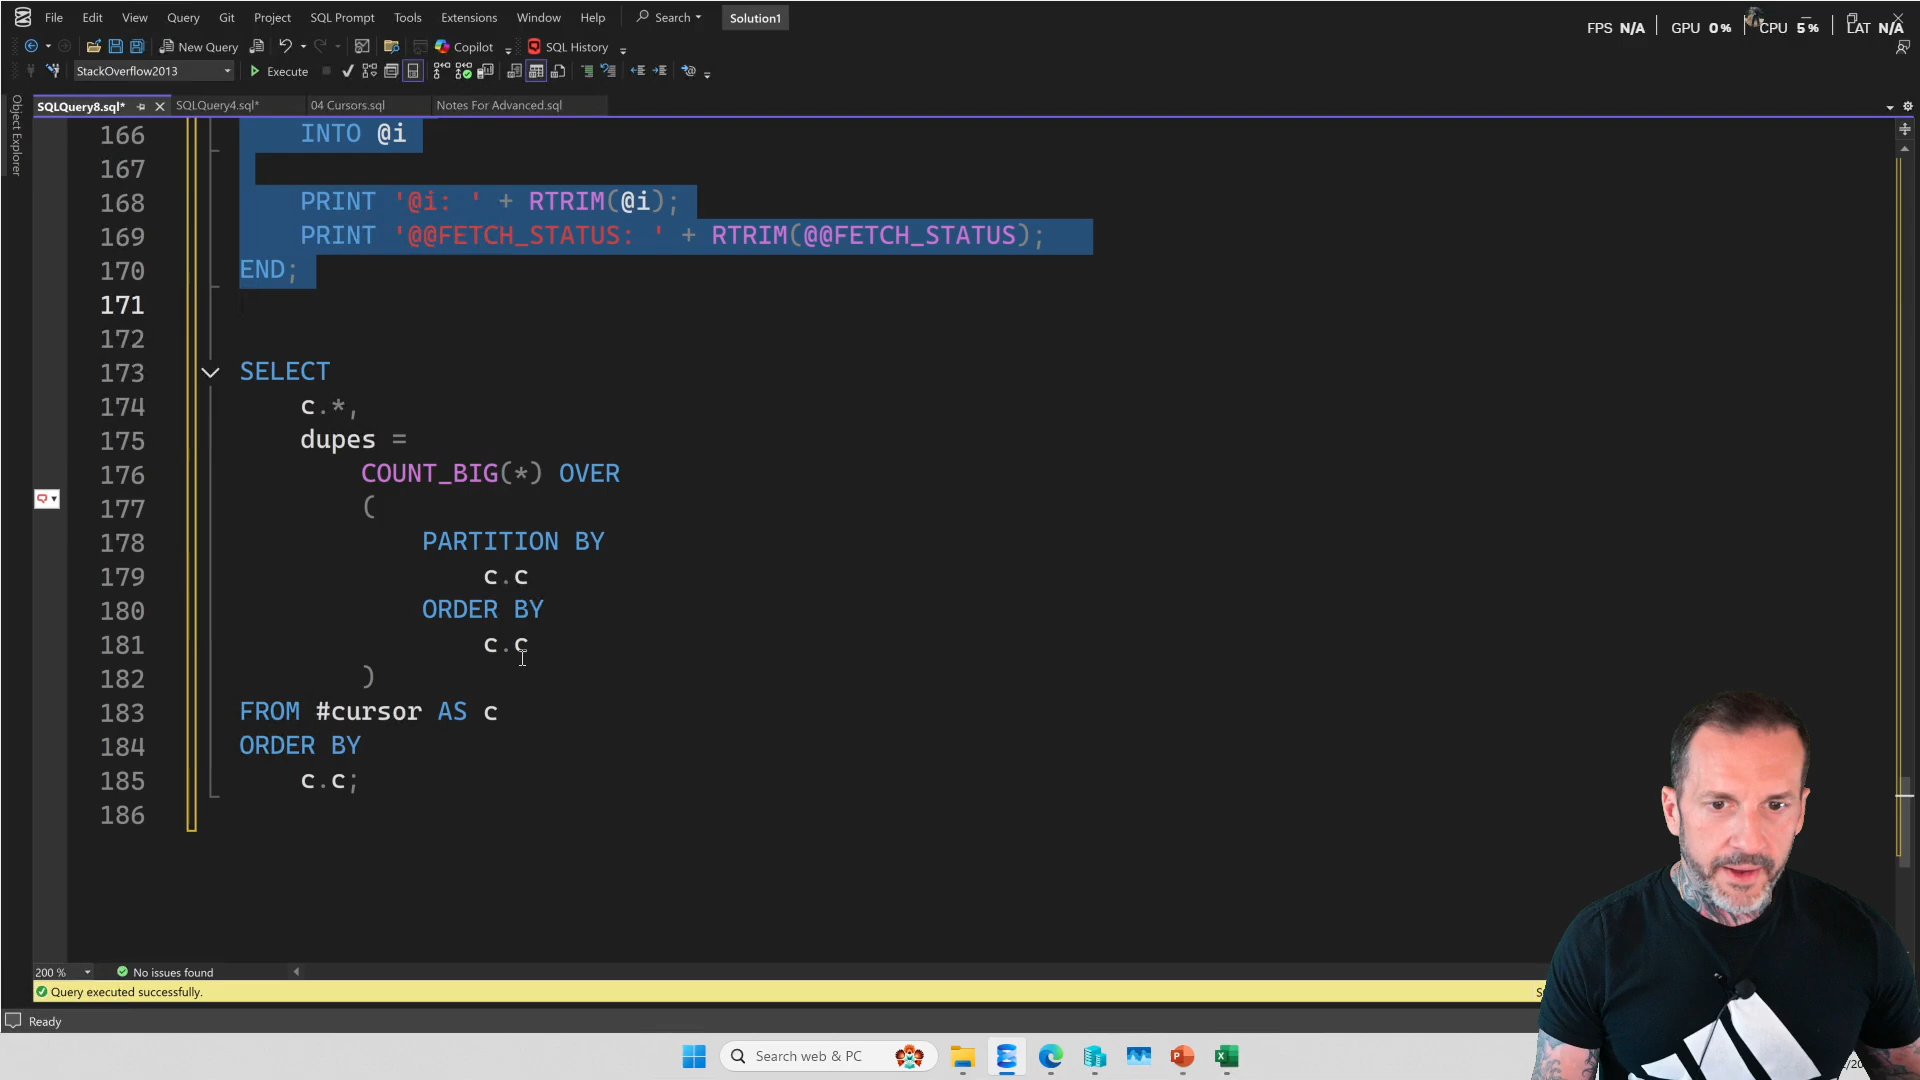 File Edit View Query Git Project SQL Prompt Tools Extensions Window Help Search Solution1
FPS N/A GPU 0% CPU 5% LAT N/A
New Query Copilot SQL History
StackOverflow2013 Execute
SQLQuery8.sql* SQLQuery4.sql* 04 Cursors.sql Notes For Advanced.sql
Object Explorer
166 INTO @i
167
168 PRINT '@i: ' + RTRIM(@i);
169 PRINT '@@FETCH_STATUS: ' + RTRIM(@@FETCH_STATUS);
170 END;
171
172
173 SELECT
174 c.*,
175 dupes =
176 COUNT_BIG(*) OVER
177 (
178 PARTITION BY
179 c.c
180 ORDER BY
181 c.c
182 )
183 FROM #cursor AS c
184 ORDER BY
185 c.c;
186
200 % No issues found
Query executed successfully.
Ready
Search web & PC